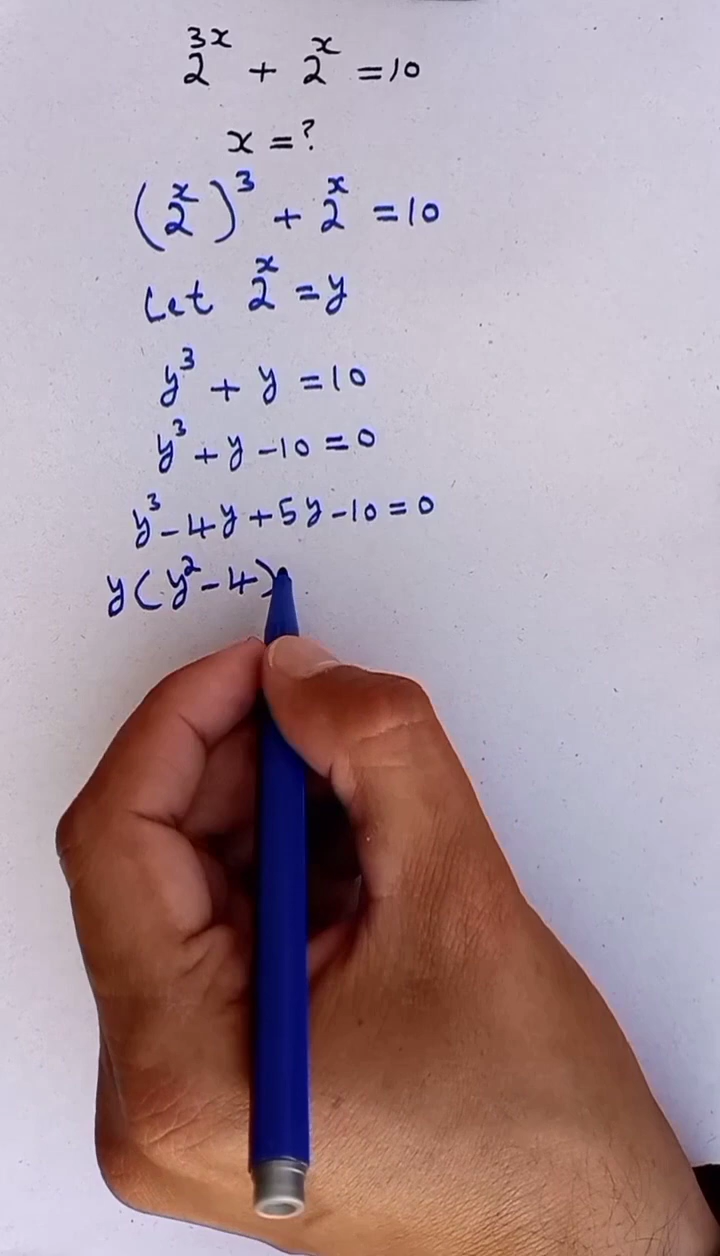 2^{3x} + 2^x = 10
x = ?
(2^x)^3 + 2^x = 10
Let 2^x = y
y^3 + y = 10
y^3 + y - 10 = 0
y^3 - 4y + 5y - 10 = 0
y(y^2 - 4)